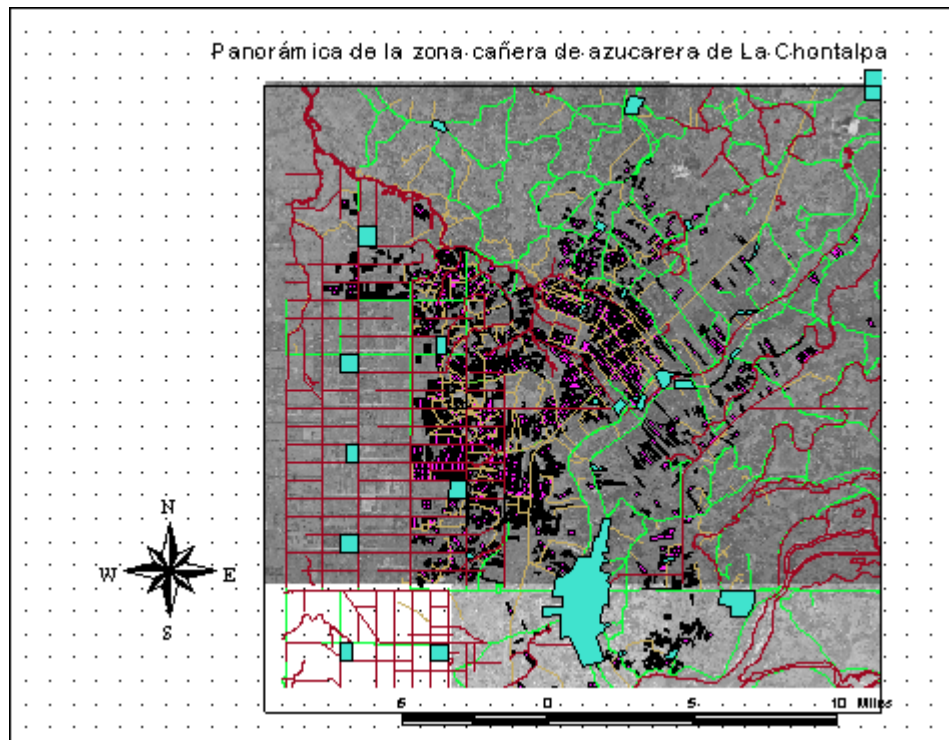 Panorámica de la zona cañera de azucarera de La Chontalpa
N
W E
S
5 0 5 10 Miles